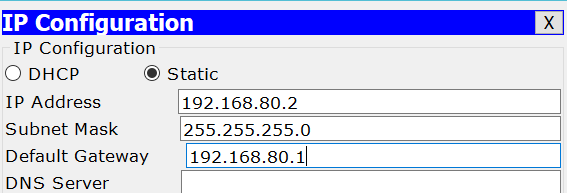 IP Configuration X
IP Configuration
DHCP Static
IP Address 192.168.80.2
Subnet Mask 255.255.255.0
Default Gateway 192.168.80.1
DNS Server